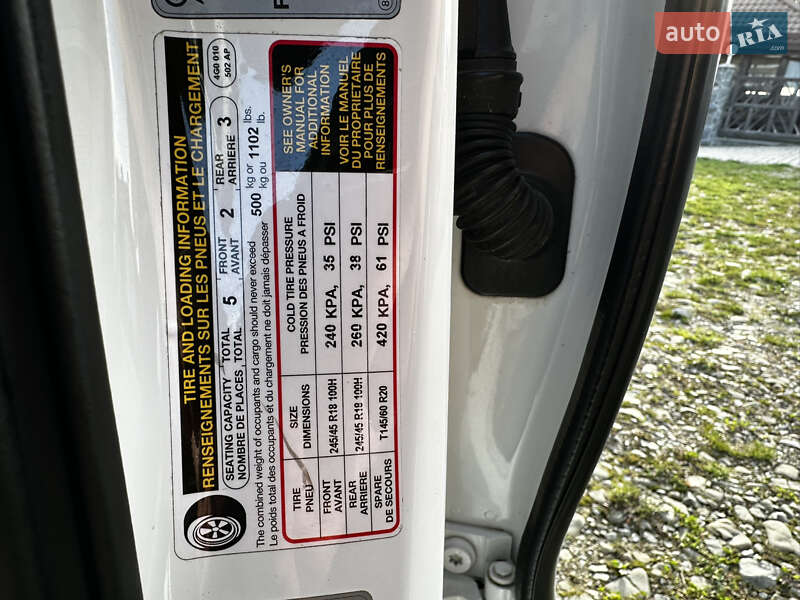 TIRE AND LOADING INFORMATION
RENSEIGNEMENTS SUR LES PNEUS ET LE CHARGEMENT
4G0 010
502 AP
SEATING CAPACITY TOTAL 5 FRONT 2 REAR 3
NOMBRE DE PLACES TOTAL AVANT ARRIERE
The combined weight of occupants and cargo should never exceed 500 kg or 1102 lbs.
Le poids total des occupants et du chargement ne doit jamais dépasser kg ou lb.
TIRE
PNEU
SIZE
DIMENSIONS
COLD TIRE PRESSURE
PRESSION DES PNEUS A FROID
SEE OWNER'S
MANUAL FOR
ADDITIONAL
INFORMATION
VOIR LE MANUEL
DU PROPRIETAIRE
POUR PLUS DE
RENSEIGNEMENTS
FRONT
AVANT
245/45 R18 100H
240 KPA, 35 PSI
REAR
ARRIERE
245/45 R18 100H
260 KPA, 38 PSI
SPARE
DE SECOURS
T145/60 R20
420 KPA, 61 PSI
auto RIA
.com